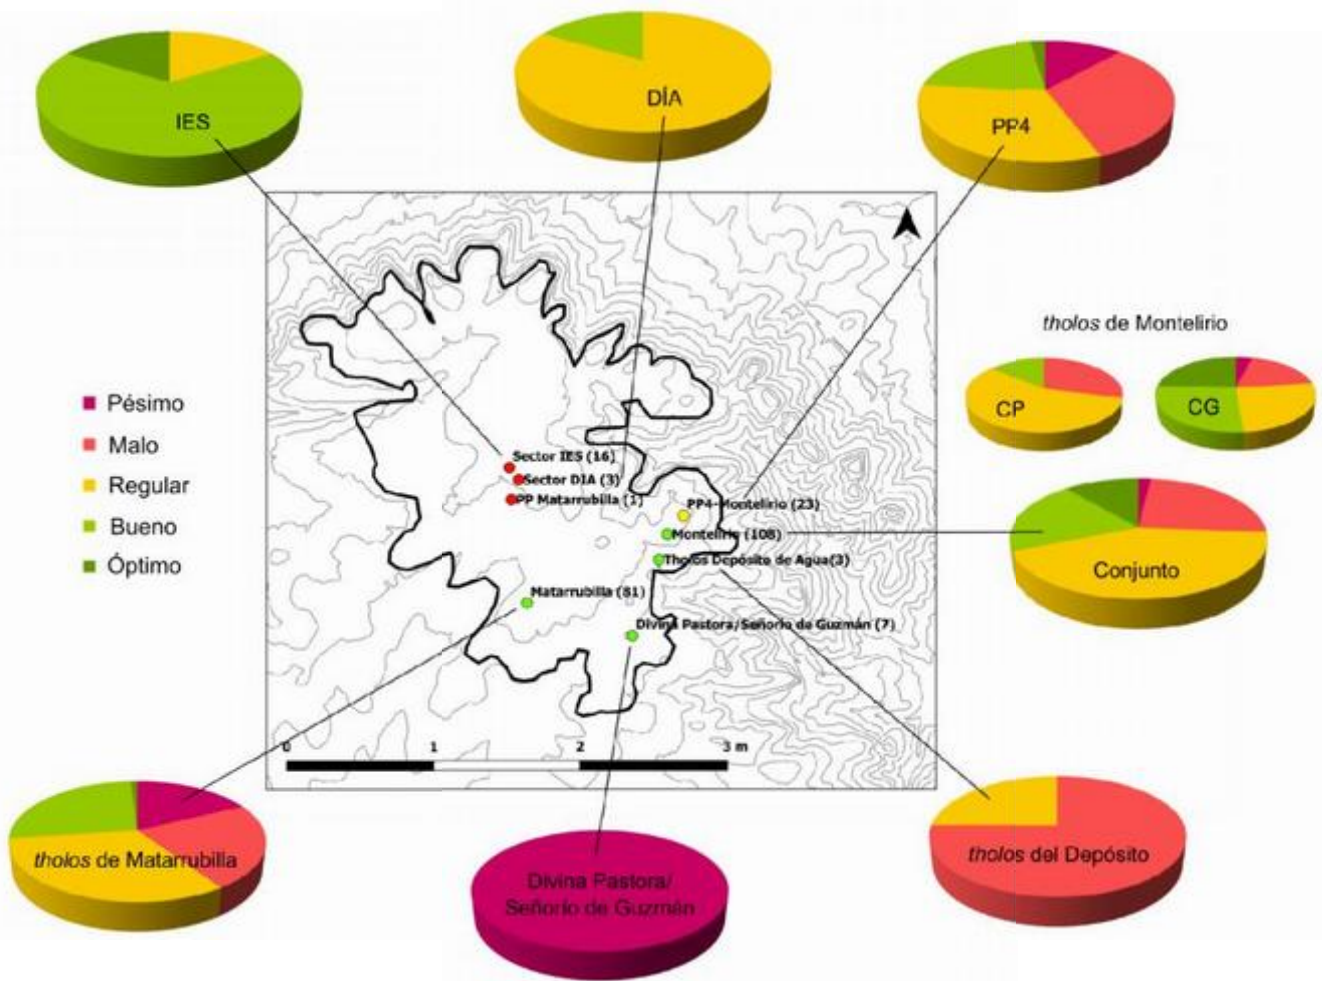 IES
DÍA
PP4
tholos de Montelirio
CP
CG
Pésimo
Malo
Regular
Bueno
Óptimo
Sector IES (16)
Sector DIA (3)
PP Matarrubilla (1)
PP4-Montelirio (23)
Montelirio (108)
Tholos Depósito de Agua(3)
Matarrubilla (81)
Divina Pastora/Señorío de Guzmán (7)
Conjunto
0 1 2 3 m
tholos de Matarrubilla
Divina Pastora/
Señorío de Guzmán
tholos del Depósito